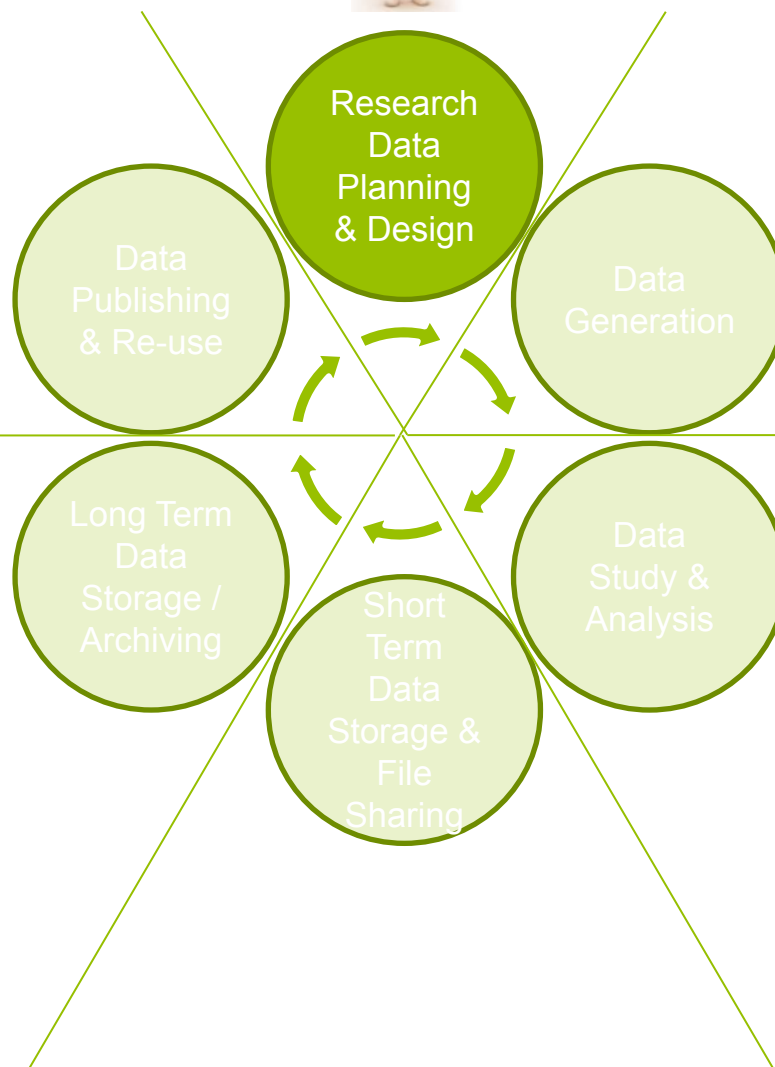 Research
Data
Planning
& Design
Data
Generation
Data
Study &
Analysis
Short
Term
Data
Storage &
File
Sharing
Long Term
Data
Storage /
Archiving
Data
Publishing
& Re-use